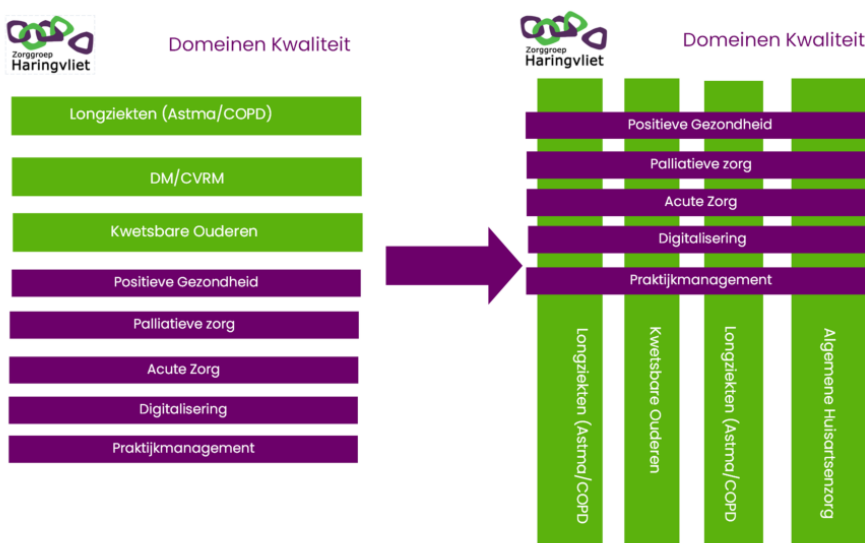 Zorggroep
Haringvliet
Domeinen Kwaliteit
Longziekten (Astma/COPD)
DM/CVRM
Kwetsbare Ouderen
Positieve Gezondheid
Palliatieve zorg
Acute Zorg
Digitalisering
Praktijkmanagement
Zorggroep
Haringvliet
Domeinen Kwaliteit
Positieve Gezondheid
Palliatieve zorg
Acute Zorg
Digitalisering
Praktijkmanagement
Longziekten (Astma/COPD
Kwetsbare Ouderen
Longziekten (Astma/COPD
Algemene Huisartsenzorg